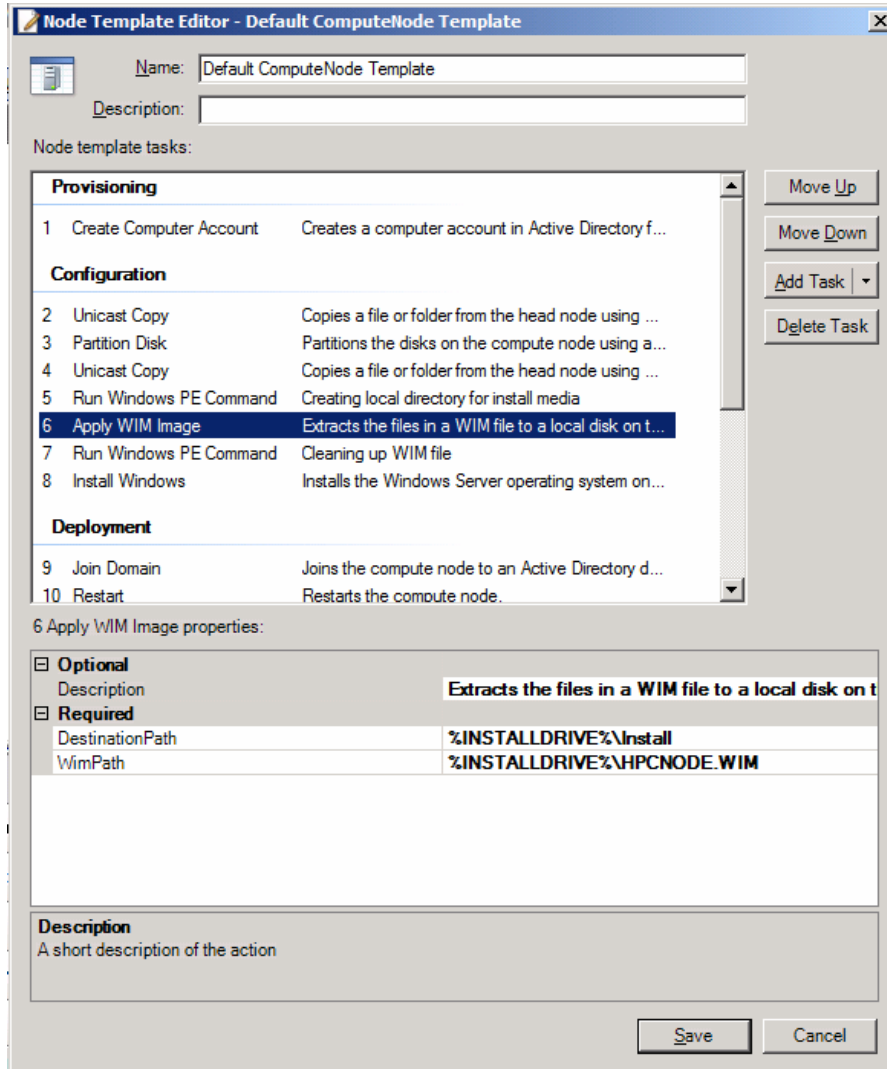 Node Template Editor - Default ComputeNode Template
Name: Default ComputeNode Template
Description:
Node template tasks:
Provisioning
Move Up
1 Create Computer Account Creates a computer account in Active Directory f...
Move Down
Configuration
Add Task
2 Unicast Copy Copies a file or folder from the head node using ...
Delete Task
3 Partition Disk Partitions the disks on the compute node using a...
4 Unicast Copy Copies a file or folder from the head node using ...
5 Run Windows PE Command Creating local directory for install media
6 Apply WIM Image Extracts the files in a WIM file to a local disk on t...
7 Run Windows PE Command Cleaning up WIM file
8 Install Windows Installs the Windows Server operating system on...
Deployment
9 Join Domain Joins the compute node to an Active Directory d...
10 Restart Restarts the compute node.
6 Apply WIM Image properties:
Optional
Description Extracts the files in a WIM file to a local disk on t
Required
DestinationPath %INSTALLDRIVE%\Install
WimPath %INSTALLDRIVE%\HPCNODE.WIM
Description
A short description of the action
Save Cancel